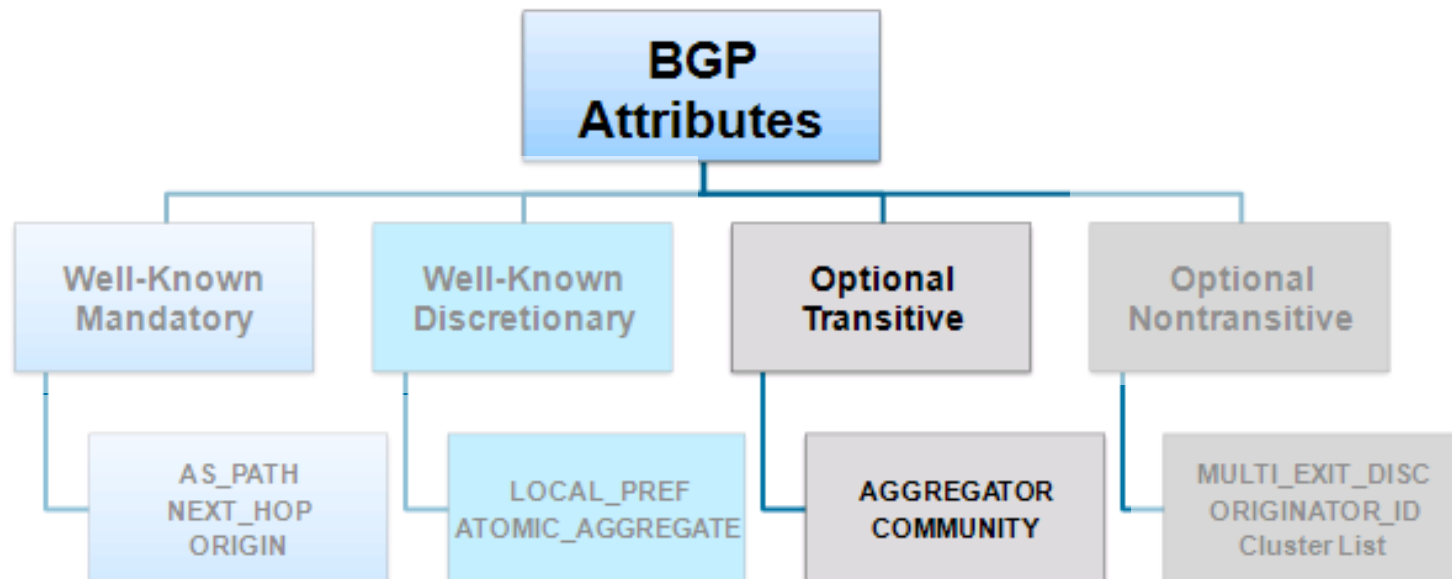 BGP
Attributes
Well-Known
Mandatory
Well-Known
Discretionary
Optional
Transitive
Optional
Nontransitive
AS_PATH
NEXT_HOP
ORIGIN
LOCAL_PREF
ATOMIC_AGGREGATE
AGGREGATOR
COMMUNITY
MULTI_EXIT_DISC
ORIGINATOR_ID
Cluster List